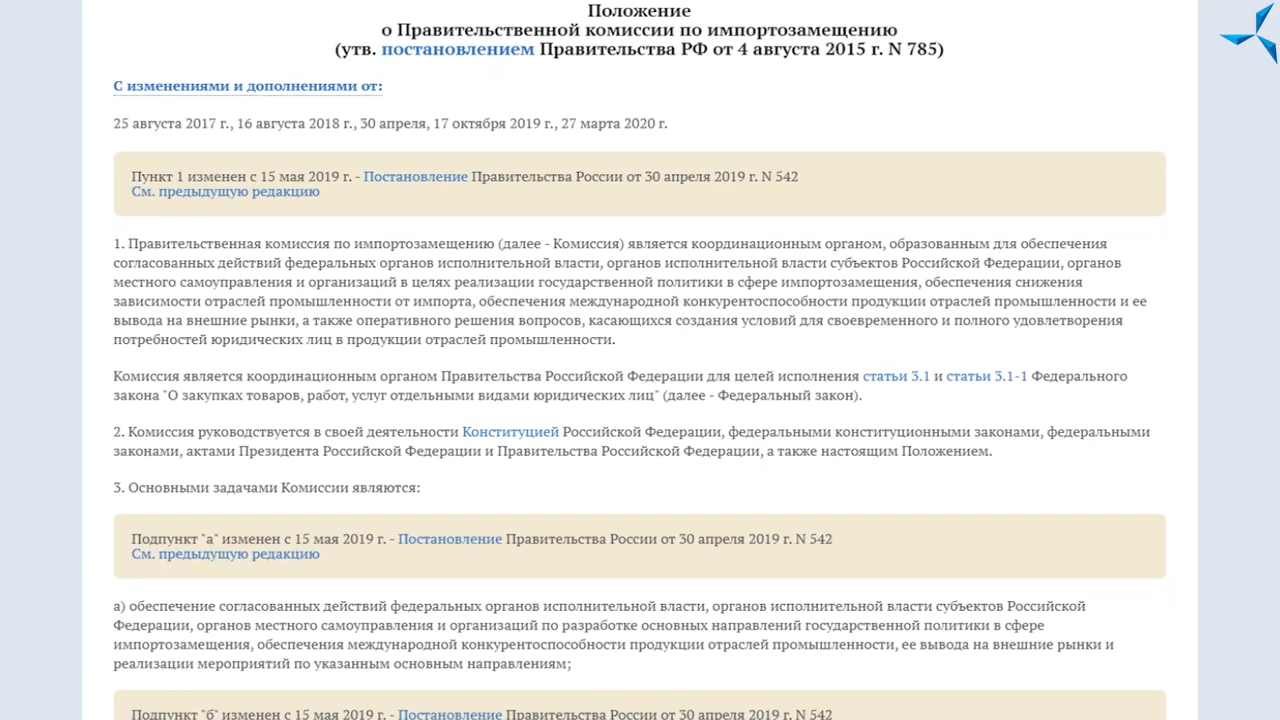 Положение
о Правительственной комиссии по импортозамещению
(утв. постановлением Правительства РФ от 4 августа 2015 г. N 785)
С изменениями и дополнениями от:
25 августа 2017 г., 16 августа 2018 г., 30 апреля, 17 октября 2019 г., 27 марта 2020 г.
Пункт 1 изменен с 15 мая 2019 г. - Постановление Правительства России от 30 апреля 2019 г. N 542
См. предыдущую редакцию
1. Правительственная комиссия по импортозамещению (далее - Комиссия) является координационным органом, образованным для обеспечения
согласованных действий федеральных органов исполнительной власти, органов исполнительной власти субъектов Российской Федерации, органов
местного самоуправления и организаций в целях реализации государственной политики в сфере импортозамещения, обеспечения снижения
зависимости отраслей промышленности от импорта, обеспечения международной конкурентоспособности продукции отраслей промышленности и ее
вывода на внешние рынки, а также оперативного решения вопросов, касающихся создания условий для своевременного и полного удовлетворения
потребностей юридических лиц в продукции отраслей промышленности.
Комиссия является координационным органом Правительства Российской Федерации для целей исполнения статьи 3.1 и статьи 3.1-1 Федерального
закона "О закупках товаров, работ, услуг отдельными видами юридических лиц" (далее - Федеральный закон).
2. Комиссия руководствуется в своей деятельности Конституцией Российской Федерации, федеральными конституционными законами, федеральными
законами, актами Президента Российской Федерации и Правительства Российской Федерации, а также настоящим Положением.
3. Основными задачами Комиссии являются:
Подпункт "а" изменен с 15 мая 2019 г. - Постановление Правительства России от 30 апреля 2019 г. N 542
См. предыдущую редакцию
а) обеспечение согласованных действий федеральных органов исполнительной власти, органов исполнительной власти субъектов Российской
Федерации, органов местного самоуправления и организаций по разработке основных направлений государственной политики в сфере
импортозамещения, обеспечения международной конкурентоспособности продукции отраслей промышленности, ее вывода на внешние рынки и
реализации мероприятий по указанным основным направлениям;
Подпункт "б" изменен с 15 мая 2019 г. - Постановление Правительства России от 30 апреля 2019 г. N 542